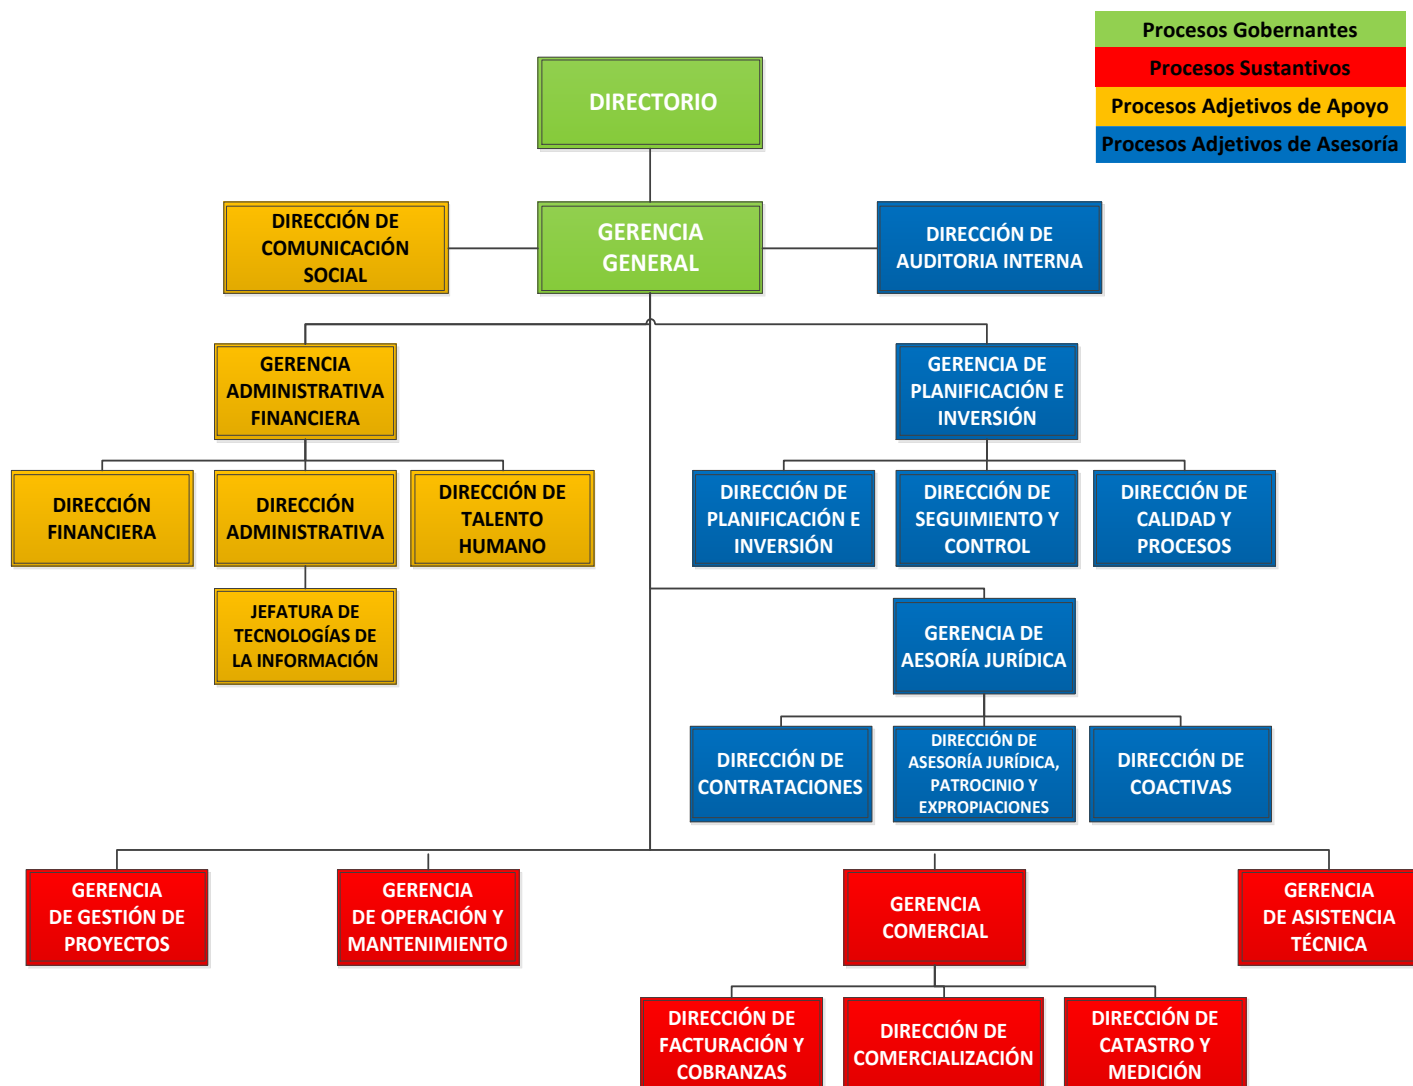 Procesos Gobernantes
Procesos Sustantivos
Procesos Adjetivos de Apoyo
Procesos Adjetivos de Asesoría
DIRECTORIO
DIRECCIÓN DE
COMUNICACIÓN
SOCIAL
GERENCIA
GENERAL
DIRECCIÓN DE
AUDITORIA INTERNA
GERENCIA
ADMINISTRATIVA
FINANCIERA
GERENCIA DE
PLANIFICACIÓN E
INVERSIÓN
DIRECCIÓN
FINANCIERA
DIRECCIÓN
ADMINISTRATIVA
DIRECCIÓN DE
TALENTO
HUMANO
DIRECCIÓN DE
PLANIFICACIÓN E
INVERSIÓN
DIRECCIÓN DE
SEGUIMIENTO Y
CONTROL
DIRECCIÓN DE
CALIDAD Y
PROCESOS
JEFATURA DE
TECNOLOGÍAS DE
LA INFORMACIÓN
GERENCIA DE
AESORÍA JURÍDICA
DIRECCIÓN DE
CONTRATACIONES
DIRECCIÓN DE
ASESORÍA JURÍDICA,
PATROCINIO Y
EXPROPIACIONES
DIRECCIÓN DE
COACTIVAS
GERENCIA
DE GESTIÓN DE
PROYECTOS
GERENCIA
DE OPERACIÓN Y
MANTENIMIENTO
GERENCIA
COMERCIAL
GERENCIA
DE ASISTENCIA
TÉCNICA
DIRECCIÓN DE
FACTURACIÓN Y
COBRANZAS
DIRECCIÓN DE
COMERCIALIZACIÓN
DIRECCIÓN DE
CATASTRO Y
MEDICIÓN